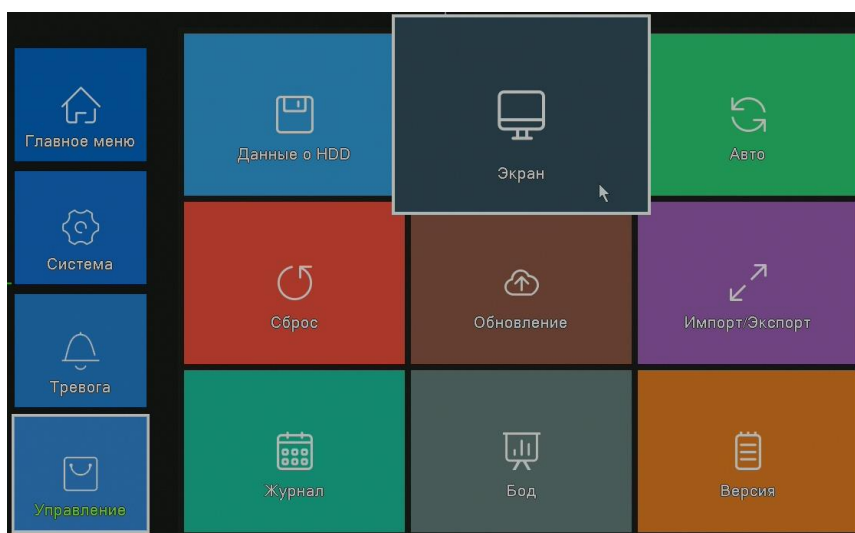 Главное меню
Система
Тревога
Управление
Данные о HDD
Экран
Авто
Сброс
Обновление
Импорт/Экспорт
Журнал
Бод
Версия